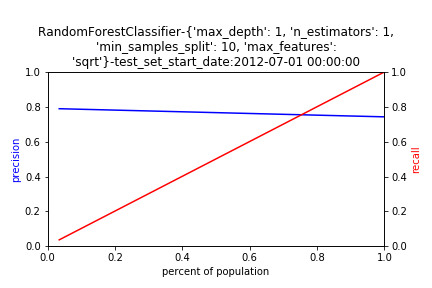 RandomForestClassifier-{'max_depth': 1, 'n_estimators': 1,
'min_samples_split': 10, 'max_features':
'sqrt'}-test_set_start_date:2012-07-01 00:00:00
1.0
0.8
0.6
0.4
0.2
0.0
precision
1.0
0.8
0.6
0.4
0.2
0.0
recall
0.0 0.2 0.4 0.6 0.8 1.0
percent of population